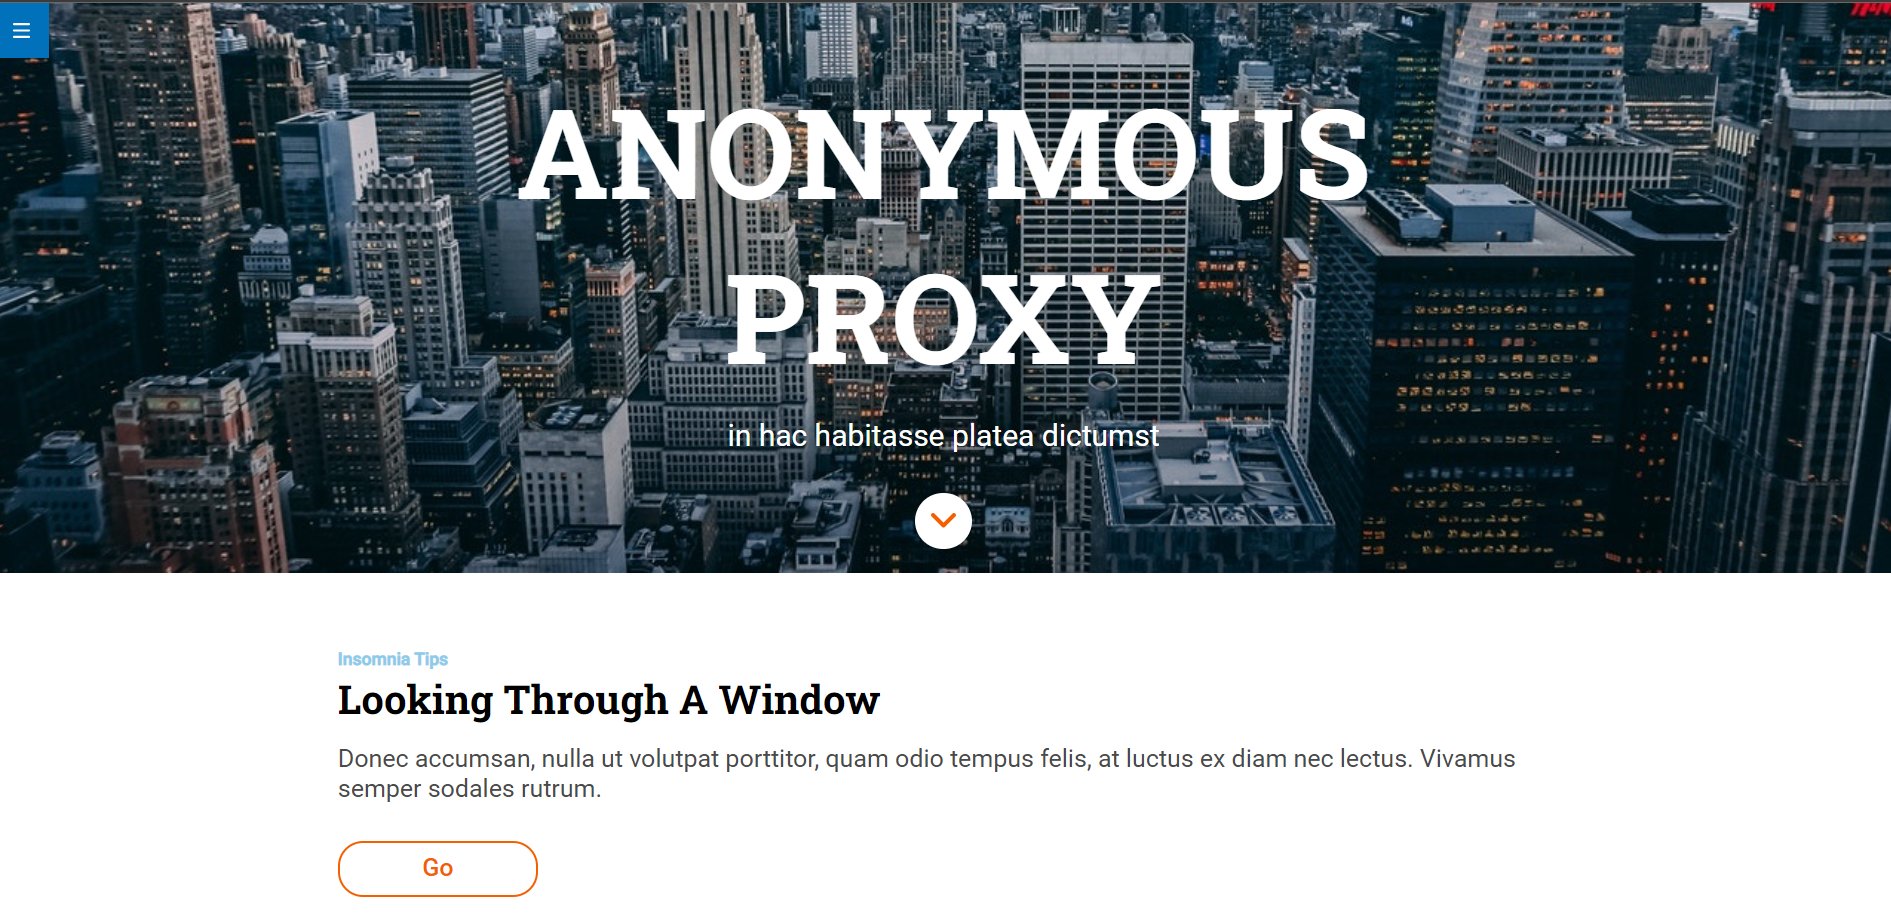 ANONYMOUS
PROXY
in hac habitasse platea dictumst
Insomnia Tips
Looking Through A Window
Donec accumsan, nulla ut volutpat porttitor, quam odio tempus felis, at luctus ex diam nec lectus. Vivamus
semper sodales rutrum.
Go